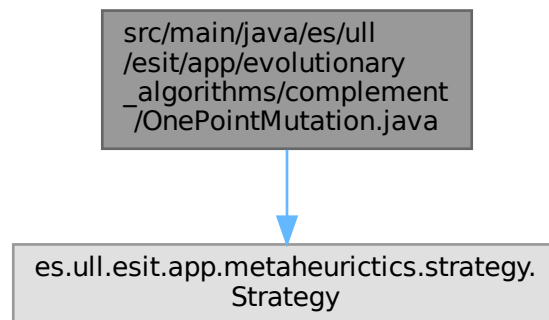 src/main/java/es/ull
/esit/app/evolutionary
_algorithms/complement
/OnePointMutation.java
es.ull.esit.app.metaheurictics.strategy.
Strategy